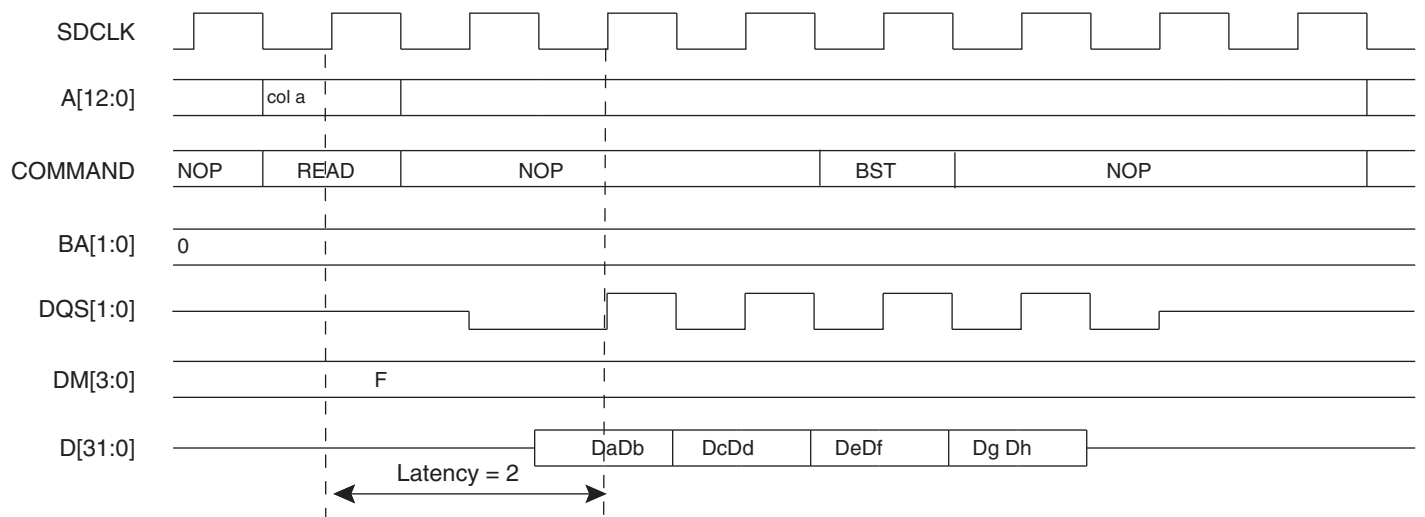 SDCLK
A[12:0] col a
COMMAND NOP READ NOP BST NOP
BA[1:0] 0
DQS[1:0]
DM[3:0] F
D[31:0] DaDb DcDd DeDf Dg Dh
Latency = 2